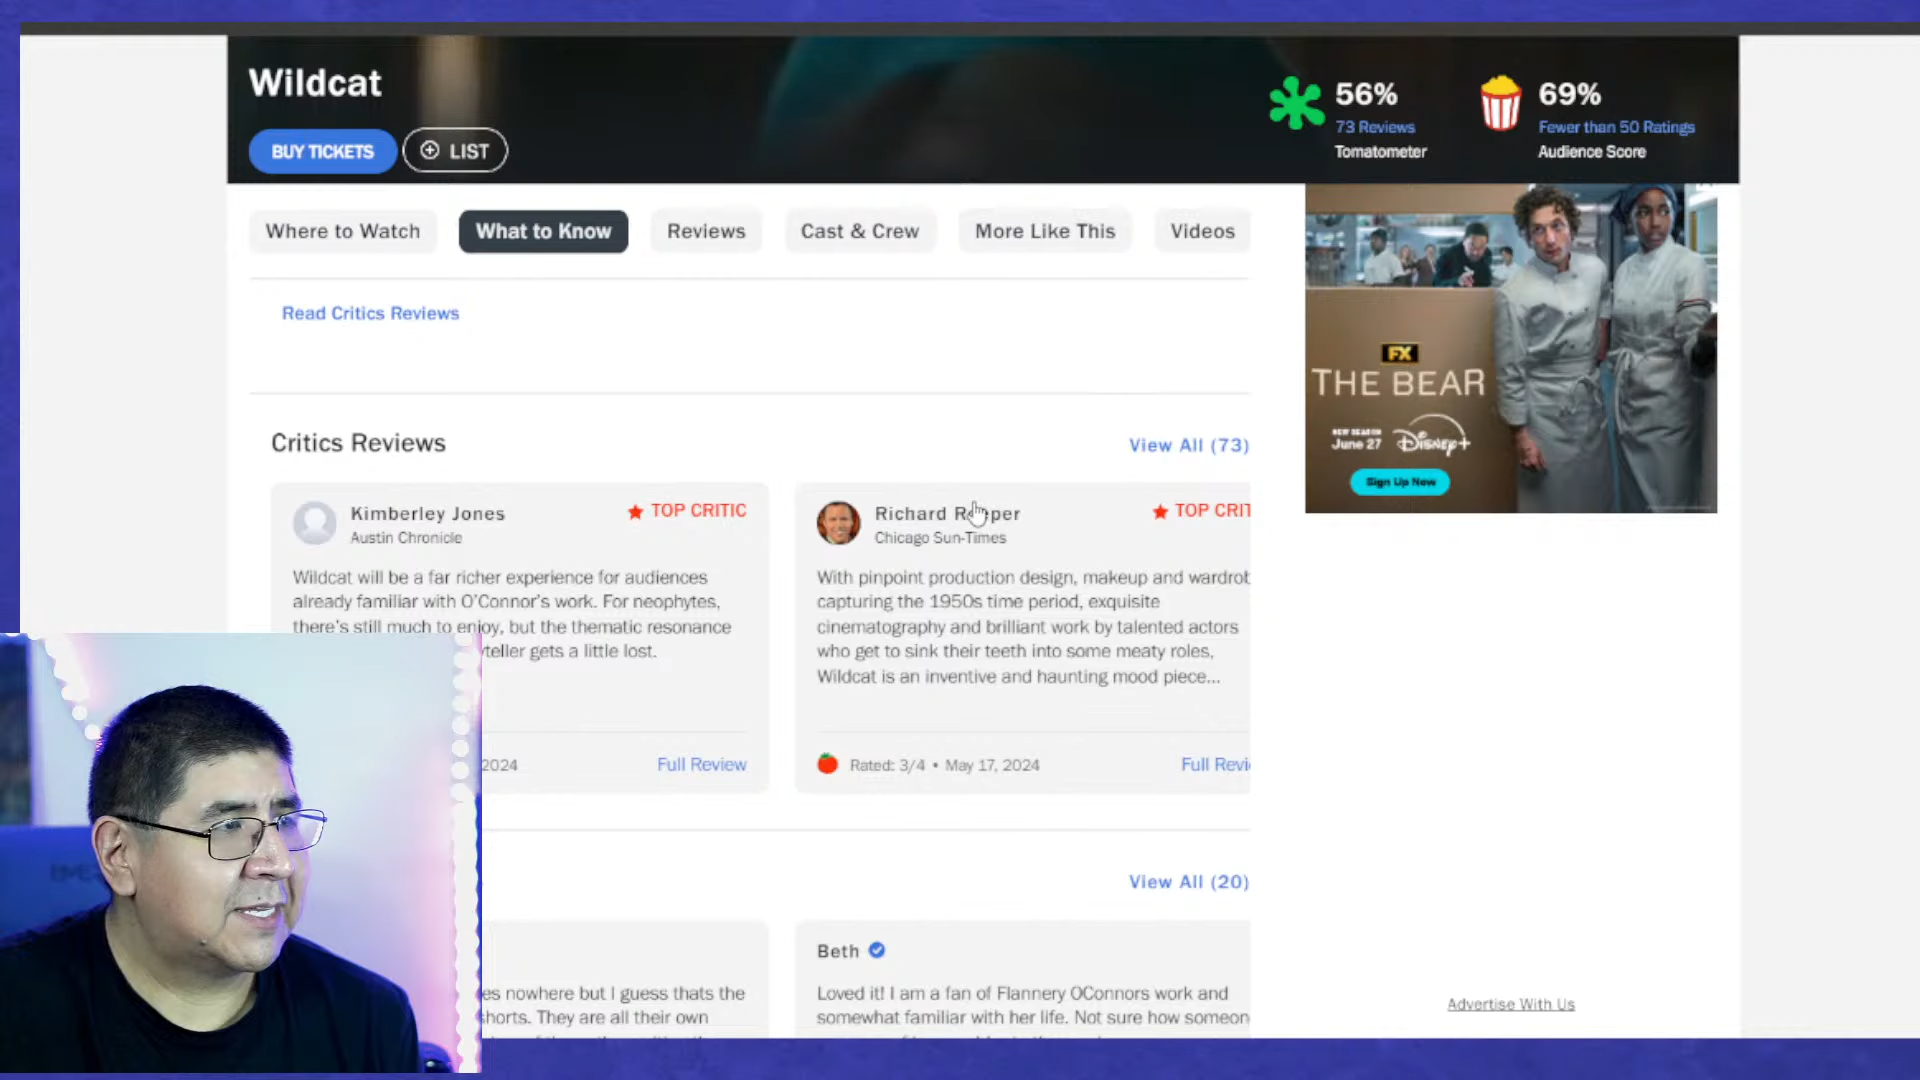 Wildcat
BUY TICKETS
LIST
56%
73 Reviews
Tomatometer
69%
Fewer than 50 Ratings
Audience Score
Where to Watch
What to Know
Reviews
Cast & Crew
More Like This
Videos
Read Critics Reviews
FX
THE BEAR
NEW SEASON
June 27
Disney+
Sign Up Now
Critics Reviews
View All (73)
Kimberley Jones
TOP CRITIC
Austin Chronicle
Wildcat will be a far richer experience for audiences
already familiar with O'Connor's work. For neophytes,
there's still much to enjoy, but the thematic resonance
yteller gets a little lost.
2024
Full Review
Richard
TOP CRIT
Chicago Sun-Times
With pinpoint production design, makeup and wardrob
capturing the 1950s time period, exquisite
cinematography and brilliant work by talented actors
who get to sink their teeth into some meaty roles,
Wildcat is an inventive and haunting mood piece...
Rated: 3/4 • May 17, 2024
Full Revi
View All (20)
es nowhere but I guess thats the
horts. They are all their own
Beth
Loved it! I am a fan of Flannery OConnors work and
somewhat familiar with her life. Not sure how someon
Advertise With Us